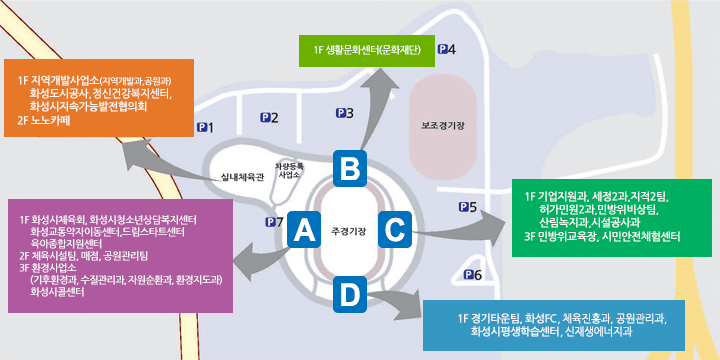 1F 생활문화센터(문화재단)
P4
1F 지역개발사업소(지역개발과,공원과)
화성도시공사,정신건강복지센터,
화성시지속가능발전협의회
2F 노노카페
P1
P2
P3
보조경기장
실내체육관
차량등록
사업소
B
1F 화성시체육회, 화성시청소년상담복지센터
화성교통약자이동센터,드림스타트센터
육아종합지원센터
2F 체육시설팀, 매점, 공원관리팀
3F 환경사업소
(기후환경과, 수질관리과, 자원순환과, 환경지도과)
화성시콜센터
P7
A
주경기장
C
P5
1F 기업지원과, 세정2과,지적2팀,
허가민원2과,민방위비상팀,
산림녹지과,시설공사과
3F 민방위교육장, 시민안전체험센터
P6
D
1F 경기타운팀, 화성FC, 체육진흥과, 공원관리과,
화성시평생학습센터, 신재생에너지과